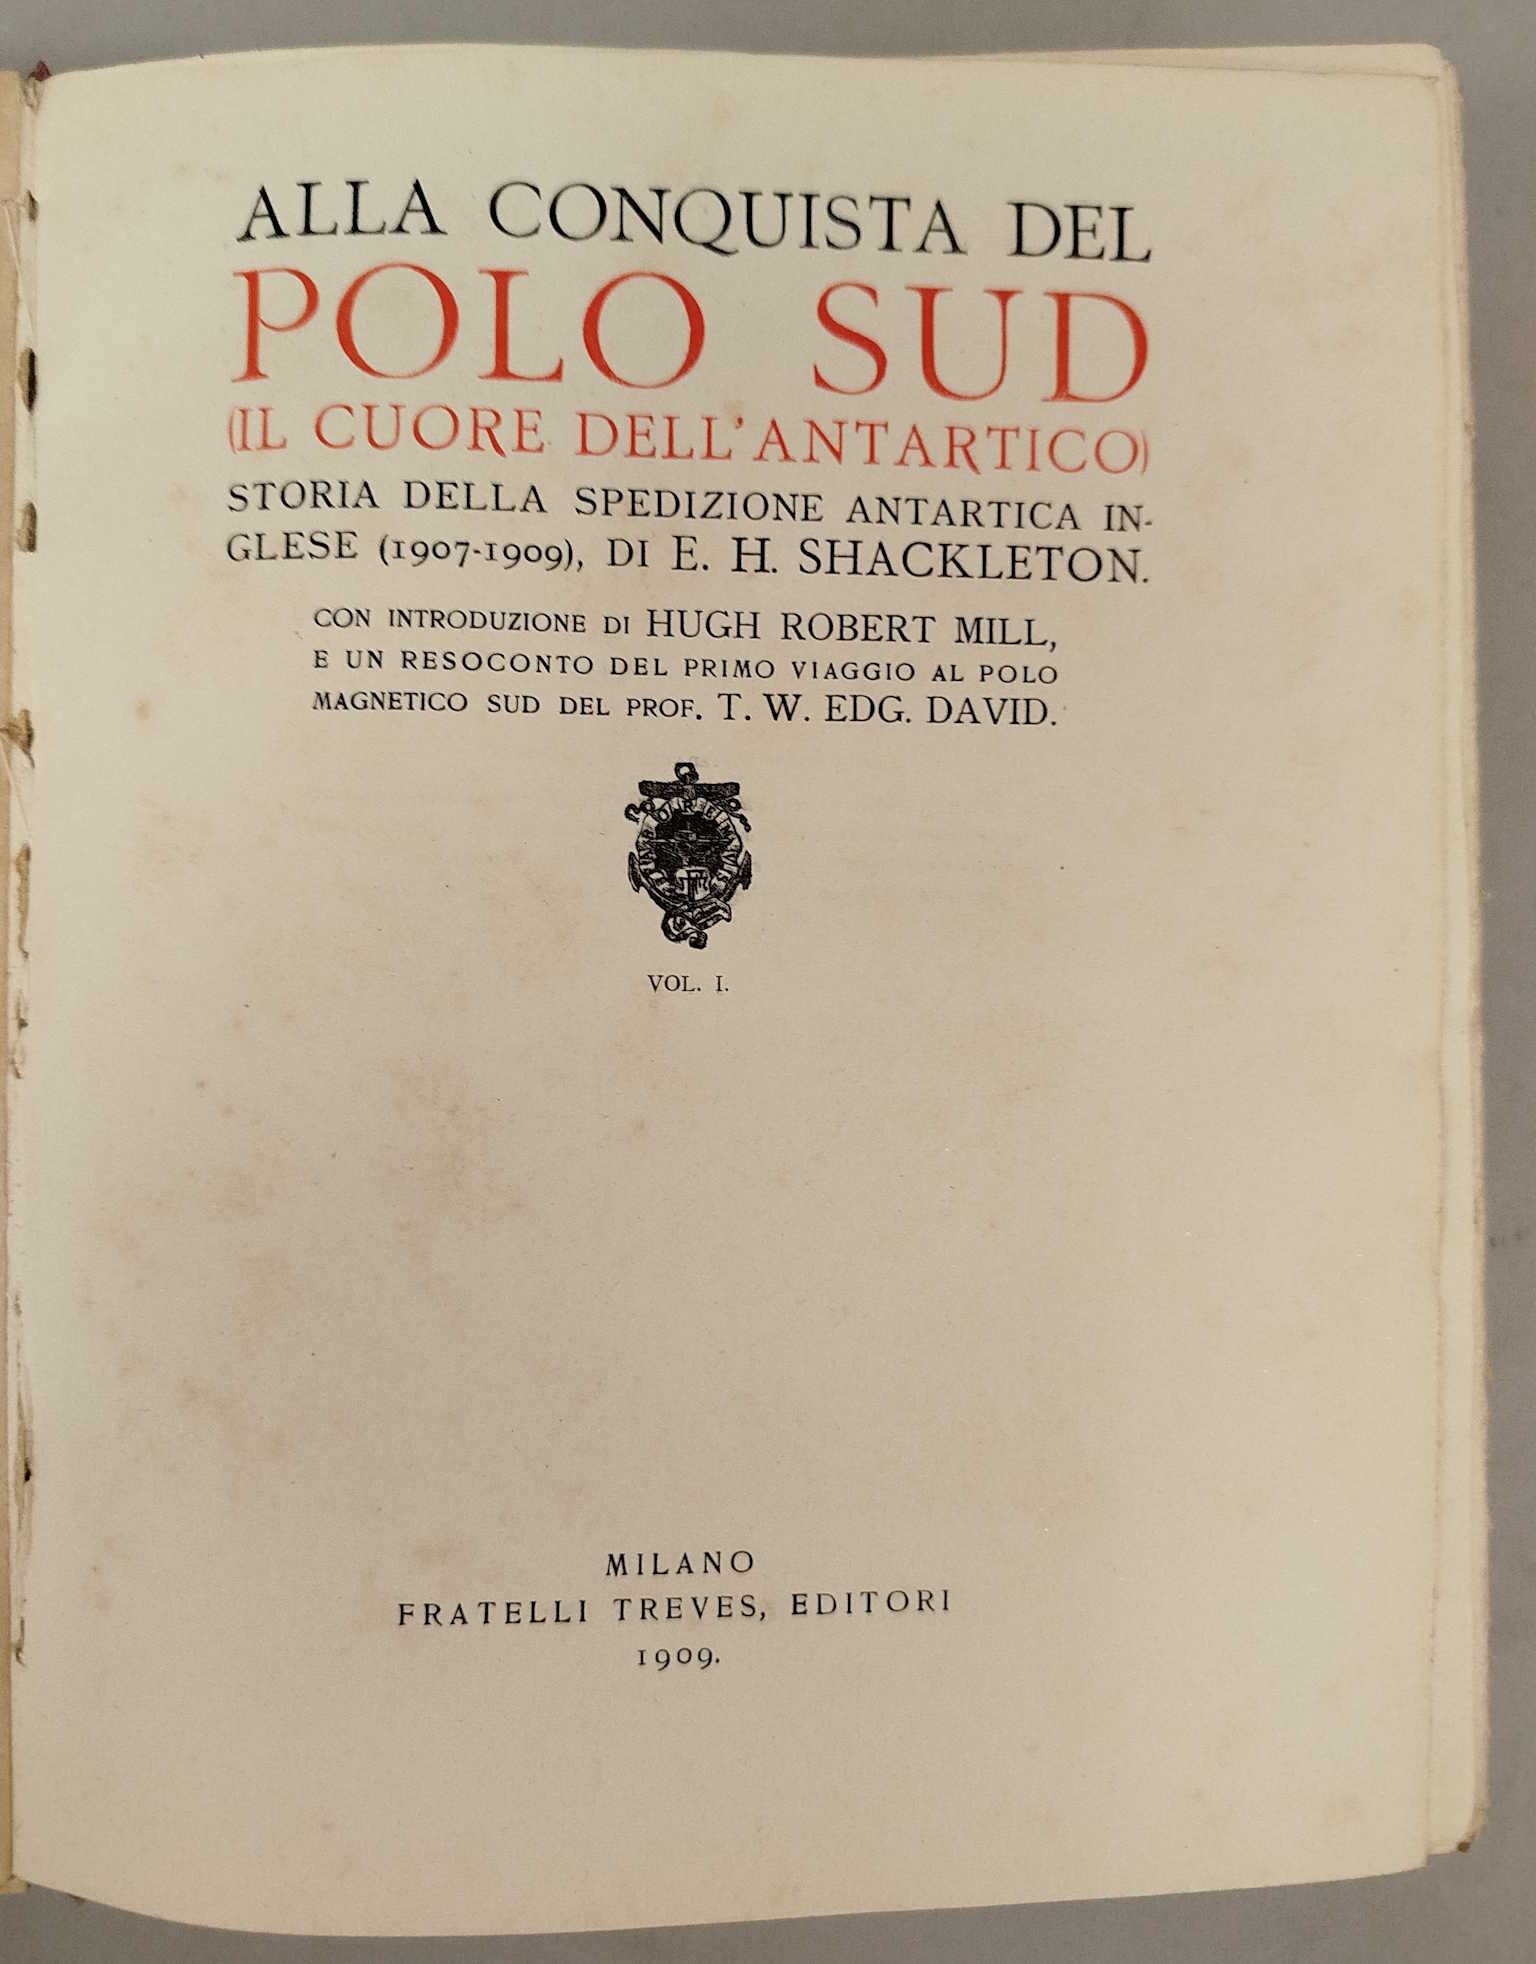 ALLA CONQUISTA DEL
POLO SUD
(IL CUORE DELL'ANTARTICO)
STORIA DELLA SPEDIZIONE ANTARTICA IN-
GLESE (1907-1909), DI E. H. SHACKLETON.
CON INTRODUZIONE DI HUGH ROBERT MILL,
E UN RESOCONTO DEL PRIMO VIAGGIO AL POLO
MAGNETICO SUD DEL PROF. T. W. EDG. DAVID.
VOL. I.
MILANO
FRATELLI TREVES, EDITORI
1909.